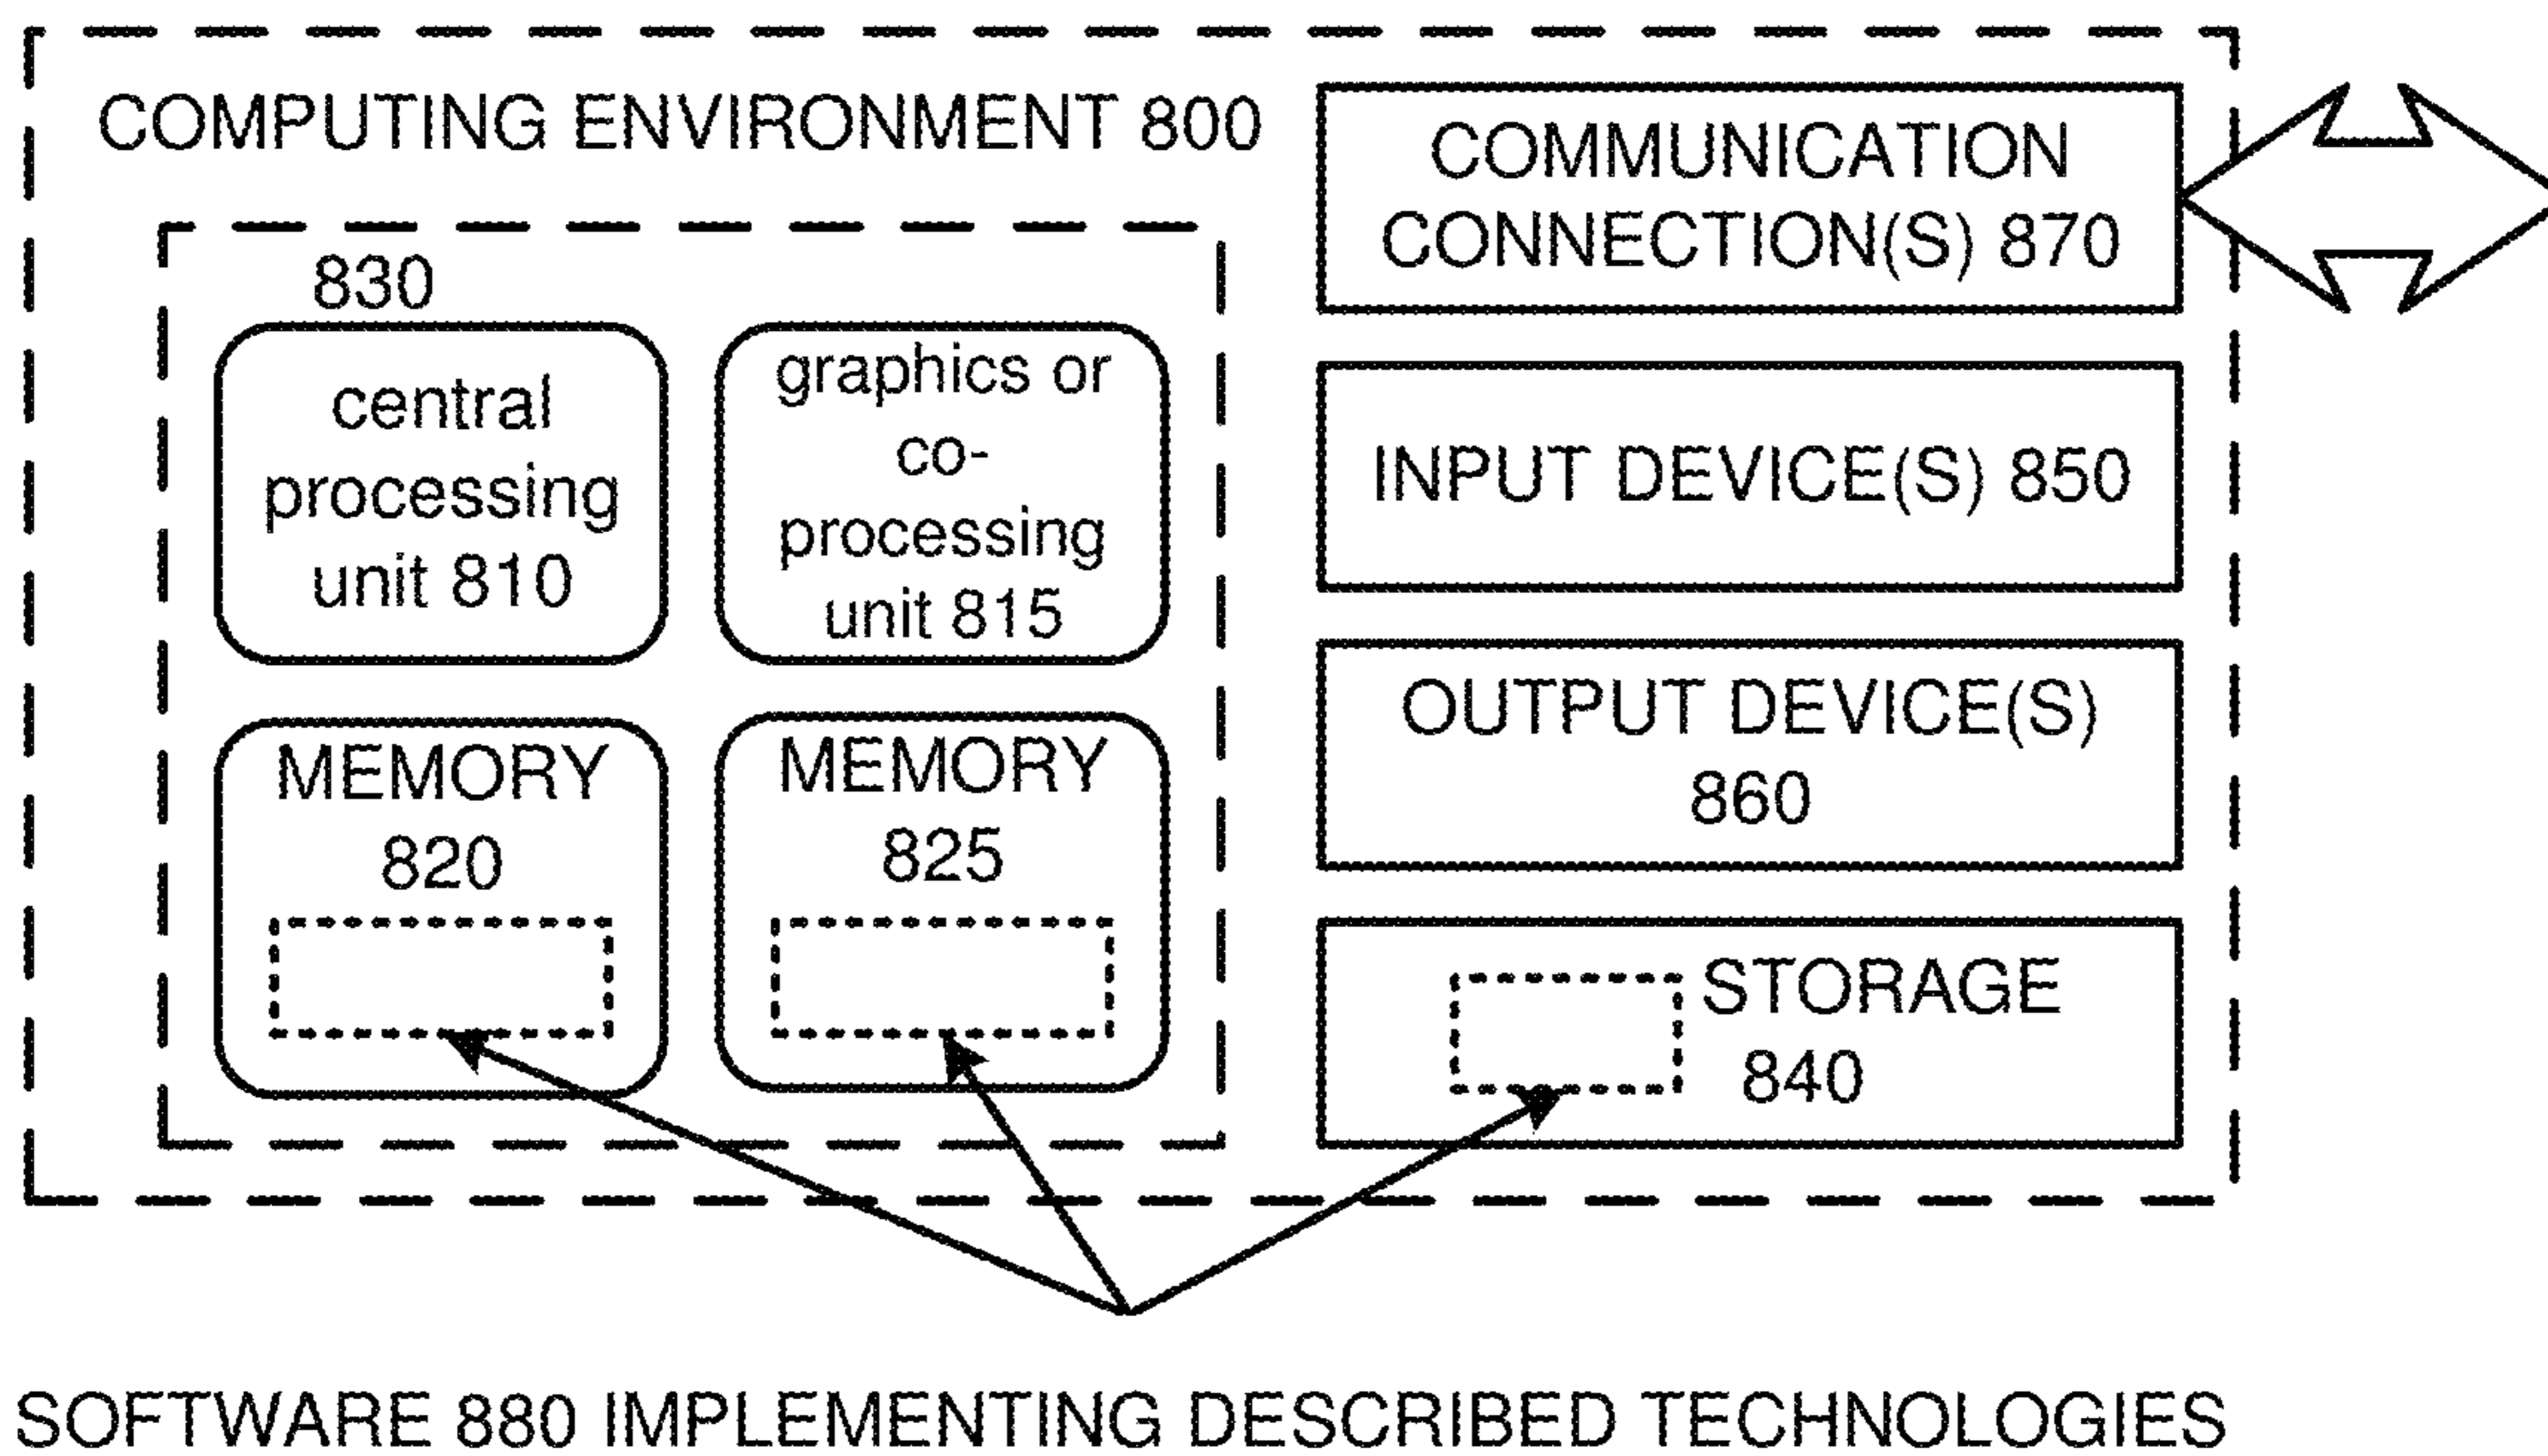 COMPUTING ENVIRONMENT 800
830
central
processing
unit 810
graphics or
co-
processing
unit 815
MEMORY
820
MEMORY
825
COMMUNICATION
CONNECTION(S) 870
INPUT DEVICE(S) 850
OUTPUT DEVICE(S)
860
STORAGE
840
SOFTWARE 880 IMPLEMENTING DESCRIBED TECHNOLOGIES